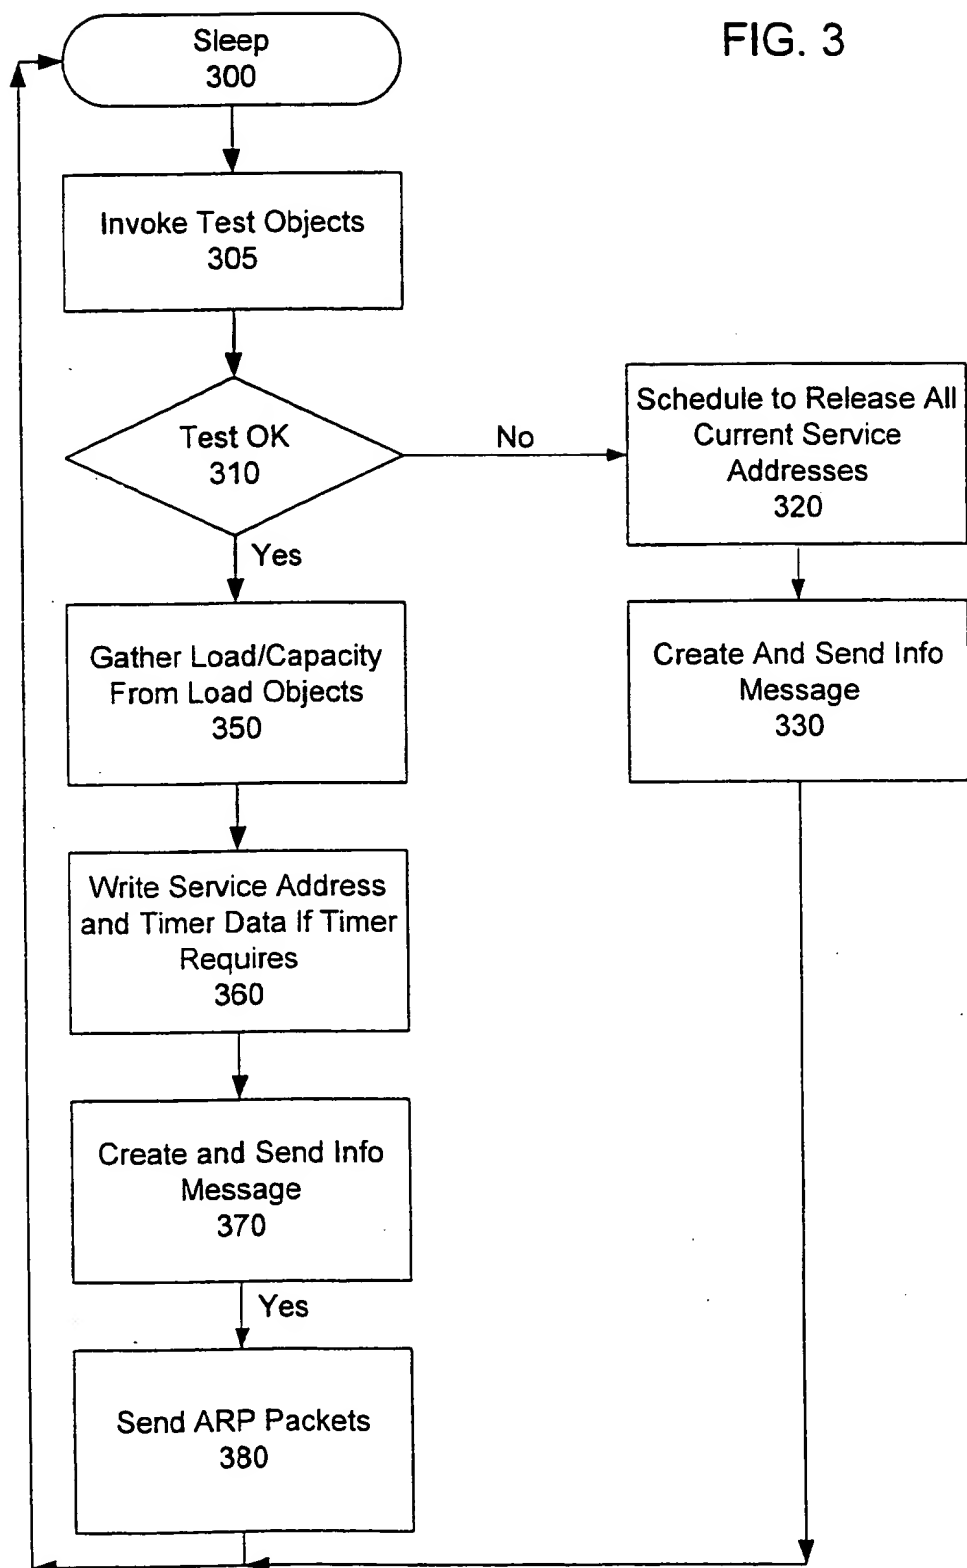 FIG. 3
Sleep
300
Invoke Test Objects
305
Test OK
310
No
Schedule to Release All
Current Service
Addresses
320
Yes
Gather Load/Capacity
From Load Objects
350
Create And Send Info
Message
330
Write Service Address
and Timer Data If Timer
Requires
360
Create and Send Info
Message
370
Yes
Send ARP Packets
380